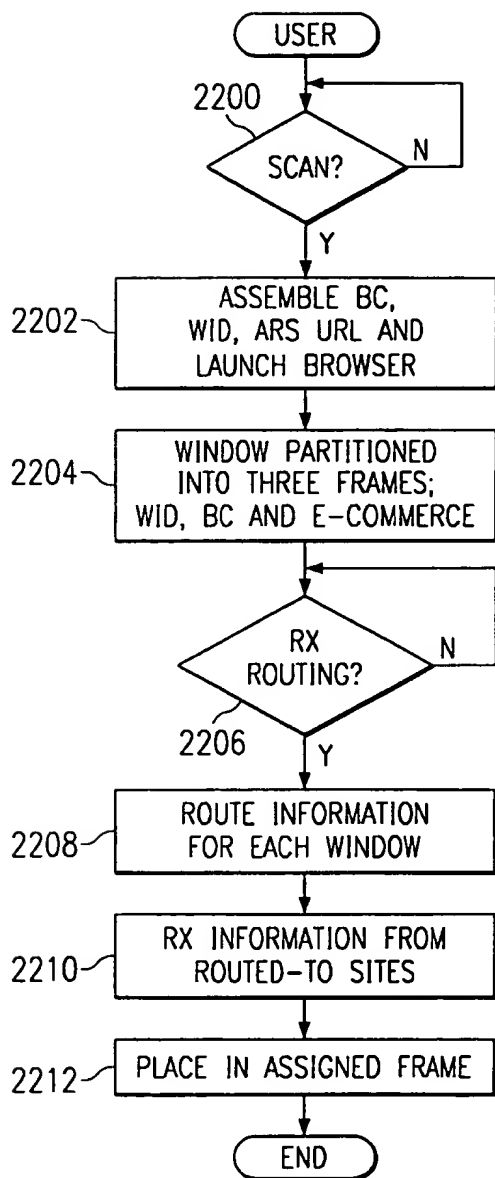 USER
2200
SCAN?
N
Y
2202
ASSEMBLE BC,
WID, ARS URL AND
LAUNCH BROWSER
2204
WINDOW PARTITIONED
INTO THREE FRAMES;
WID, BC AND E-COMMERCE
RX
ROUTING?
N
2206
Y
2208
ROUTE INFORMATION
FOR EACH WINDOW
2210
RX INFORMATION FROM
ROUTED-TO SITES
2212
PLACE IN ASSIGNED FRAME
END